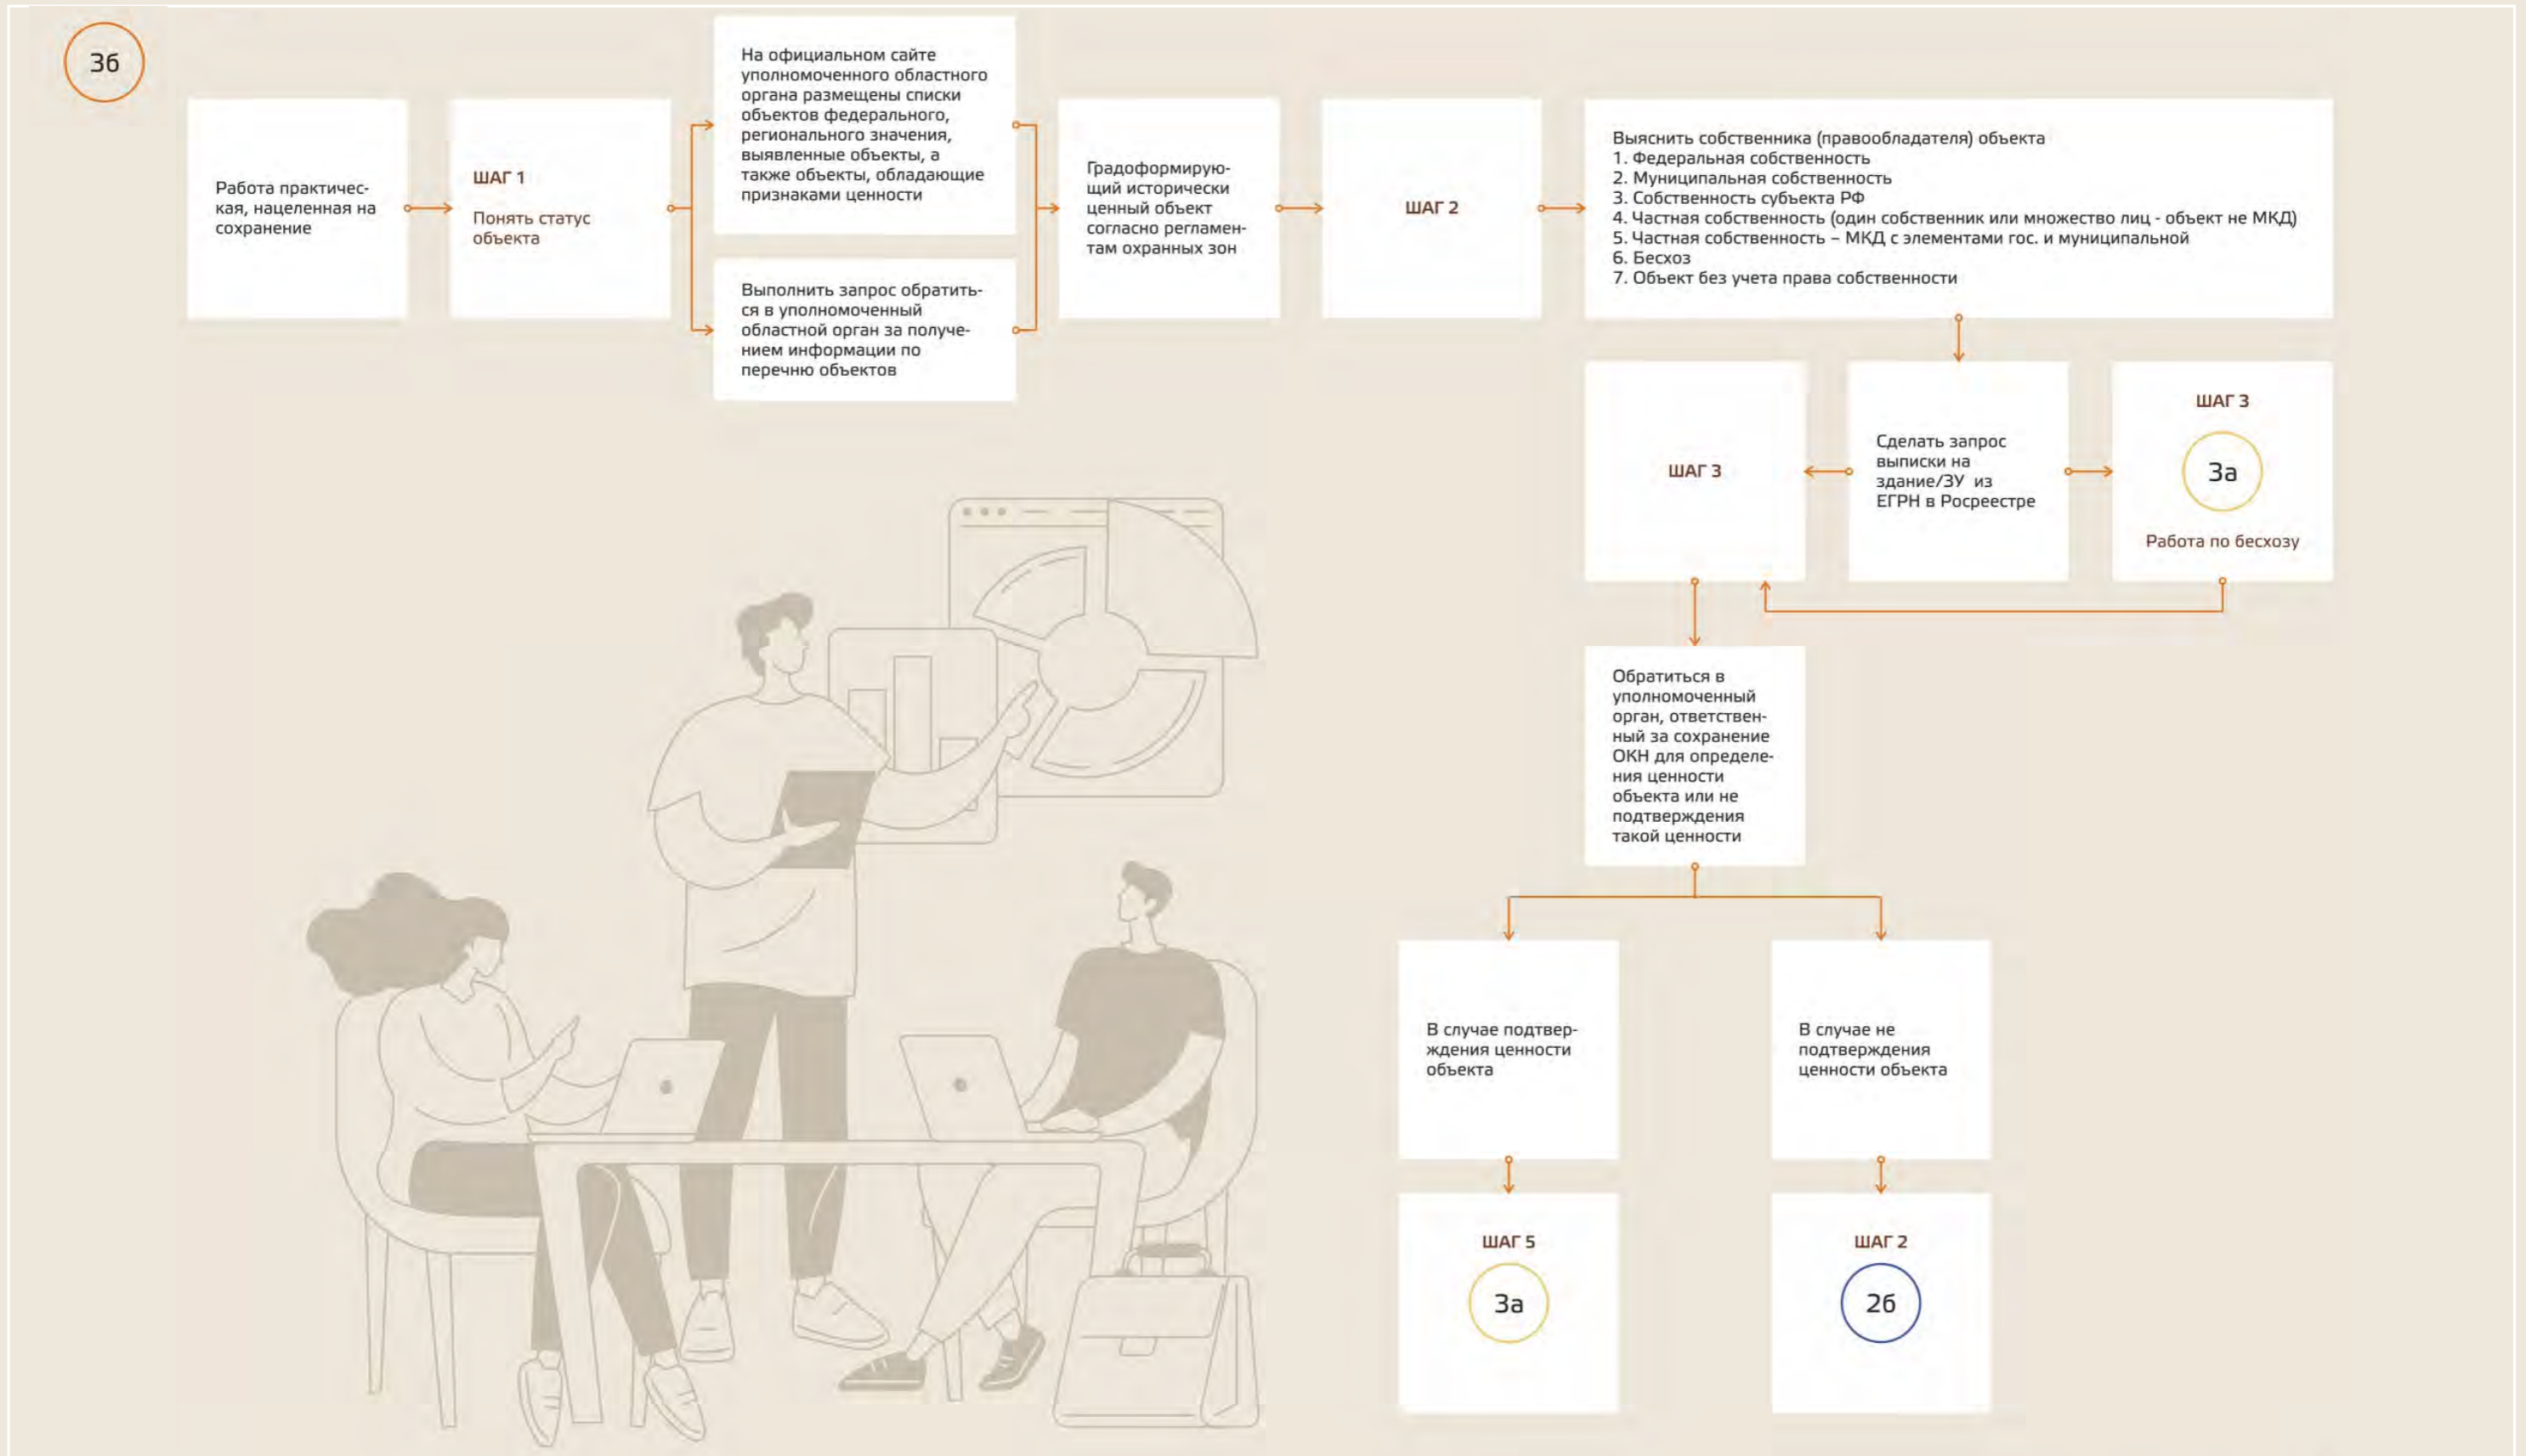 3б
Работа практичес-
кая, нацеленная на
сохранение
ШАГ 1
Понять статус
объекта
На официальном сайте
уполномоченного областного
органа размещены списки
объектов федерального,
регионального значения,
выявленные объекты, а
также объекты, обладающие
признаками ценности
Выполнить запрос обратить-
ся в уполномоченный
областной орган за получе-
нием информации по
перечню объектов
Градоформирую-
щий исторически
ценный объект
согласно регламен-
там охранных зон
ШАГ 2
Выяснить собственника (правообладателя) объекта
1. Федеральная собственность
2. Муниципальная собственность
3. Собственность субъекта РФ
4. Частная собственность (один собственник или множество лиц - объект не МКД)
5. Частная собственность – МКД с элементами гос. и муниципальной
6. Бесхоз
7. Объект без учета права собственности
ШАГ 3
Сделать запрос
выписки на
здание/ЗУ из
ЕГРН в Росреестре
ШАГ 3
3а
Работа по бесхозу
Обратиться в
уполномоченный
орган, ответствен-
ный за сохранение
ОКН для определе-
ния ценности
объекта или не
подтверждения
такой ценности
В случае подтвер-
ждения ценности
объекта
В случае не
подтверждения
ценности объекта
ШАГ 5
3а
ШАГ 2
2б